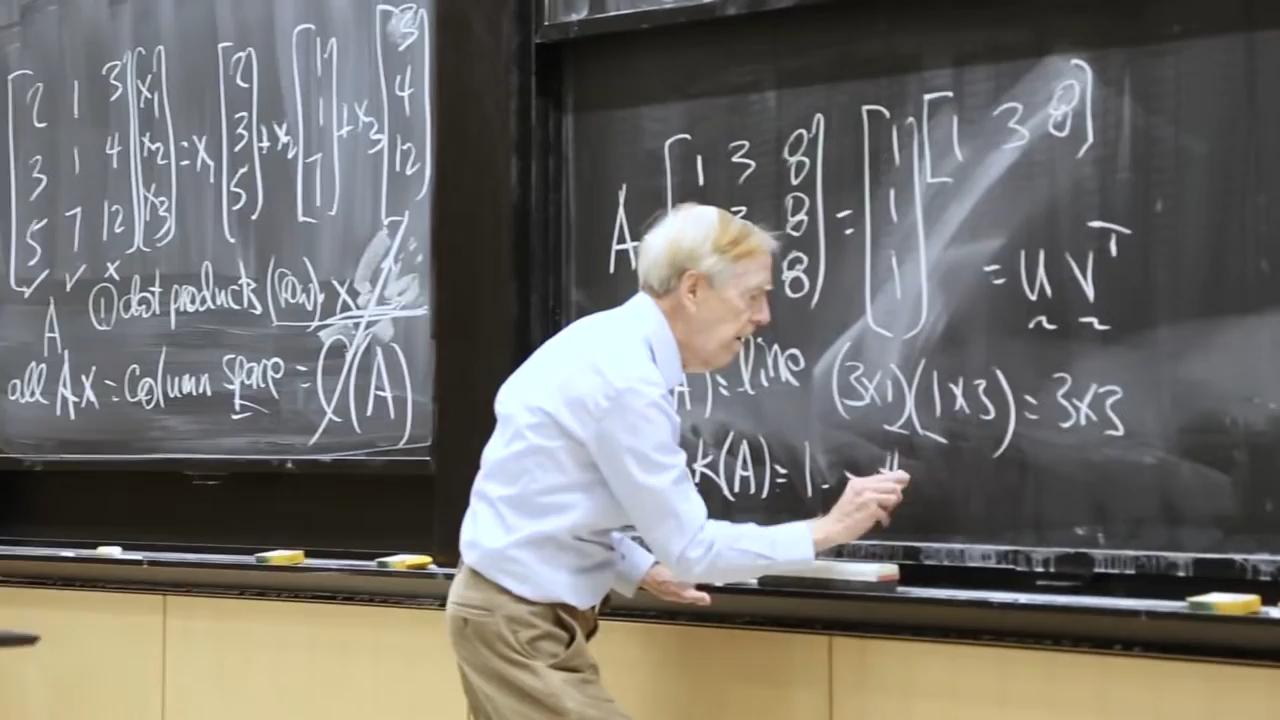 [2 1 3; 3 1 4; 5 7 12] [x₁; x₂; x₃] = x₁ [2; 3; 5] + x₂ [1; 1; 7] + x₃ [3; 4; 12]
✓ ✓ x
A ① dot products (row)·x
all Ax = column space = C(A)
A [1 3 8; 3 8; 8] = [1; 1; 1] [1 3 8]
= u vᵀ
A) = line (3x1)(1x3) = 3x3
k(A) = 1.